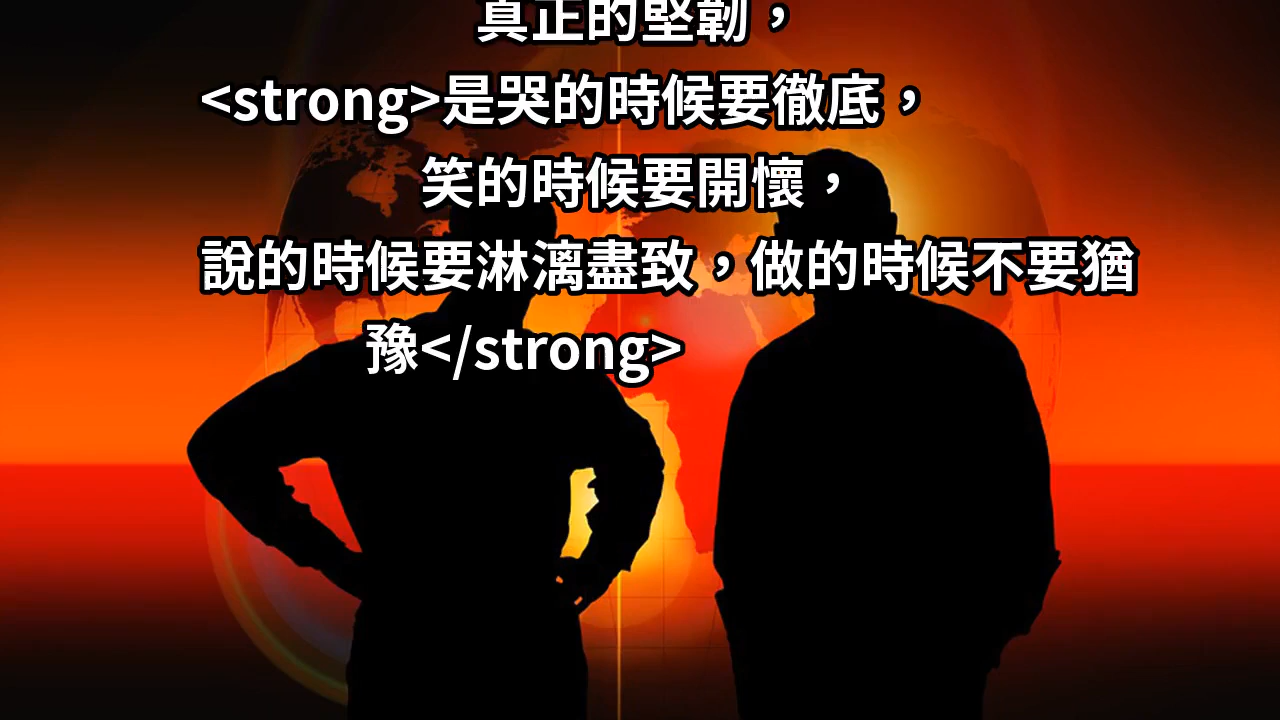 真正的堅韌，
<strong>是哭的時候要徹底，
笑的時候要開懷，
說的時候要淋漓盡致，做的時候不要猶
豫</strong>